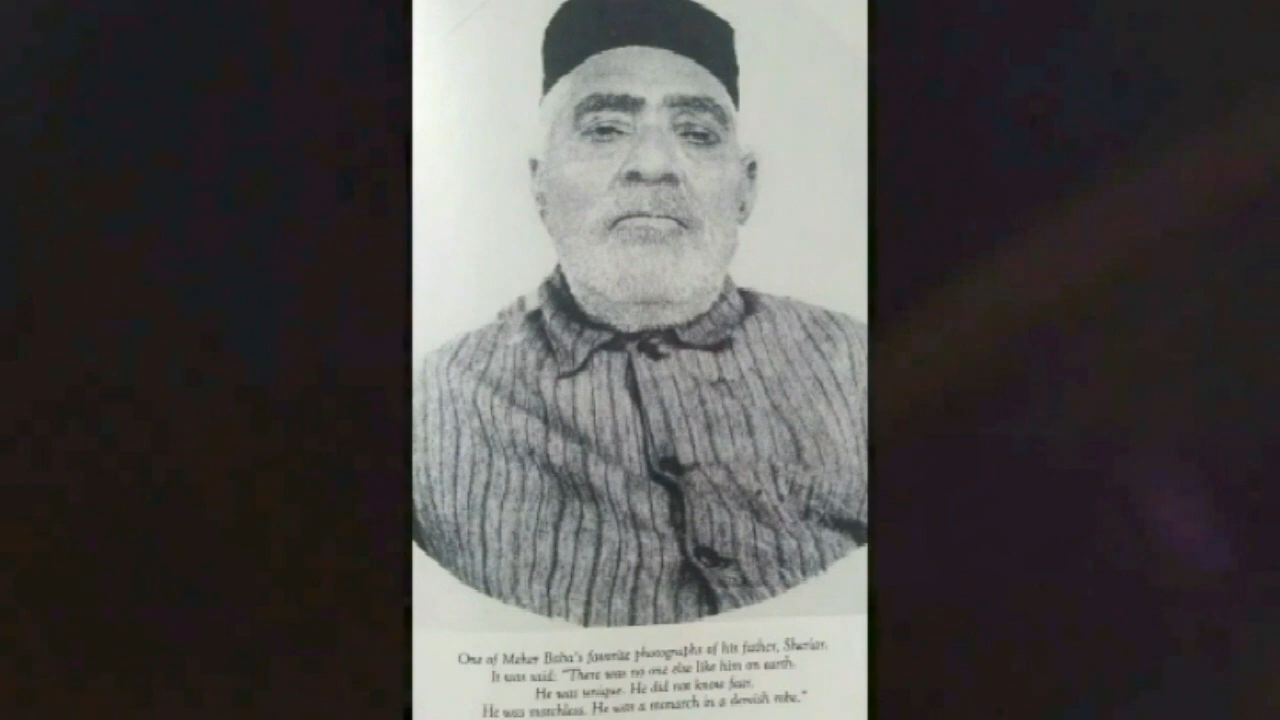 One of Meher Baba's favorite photographs of his father, Sheriar.
It was said: "There was no one else like him on earth.
He was unique. He did not know fear.
He was matchless. He was a monarch in a dervish robe."